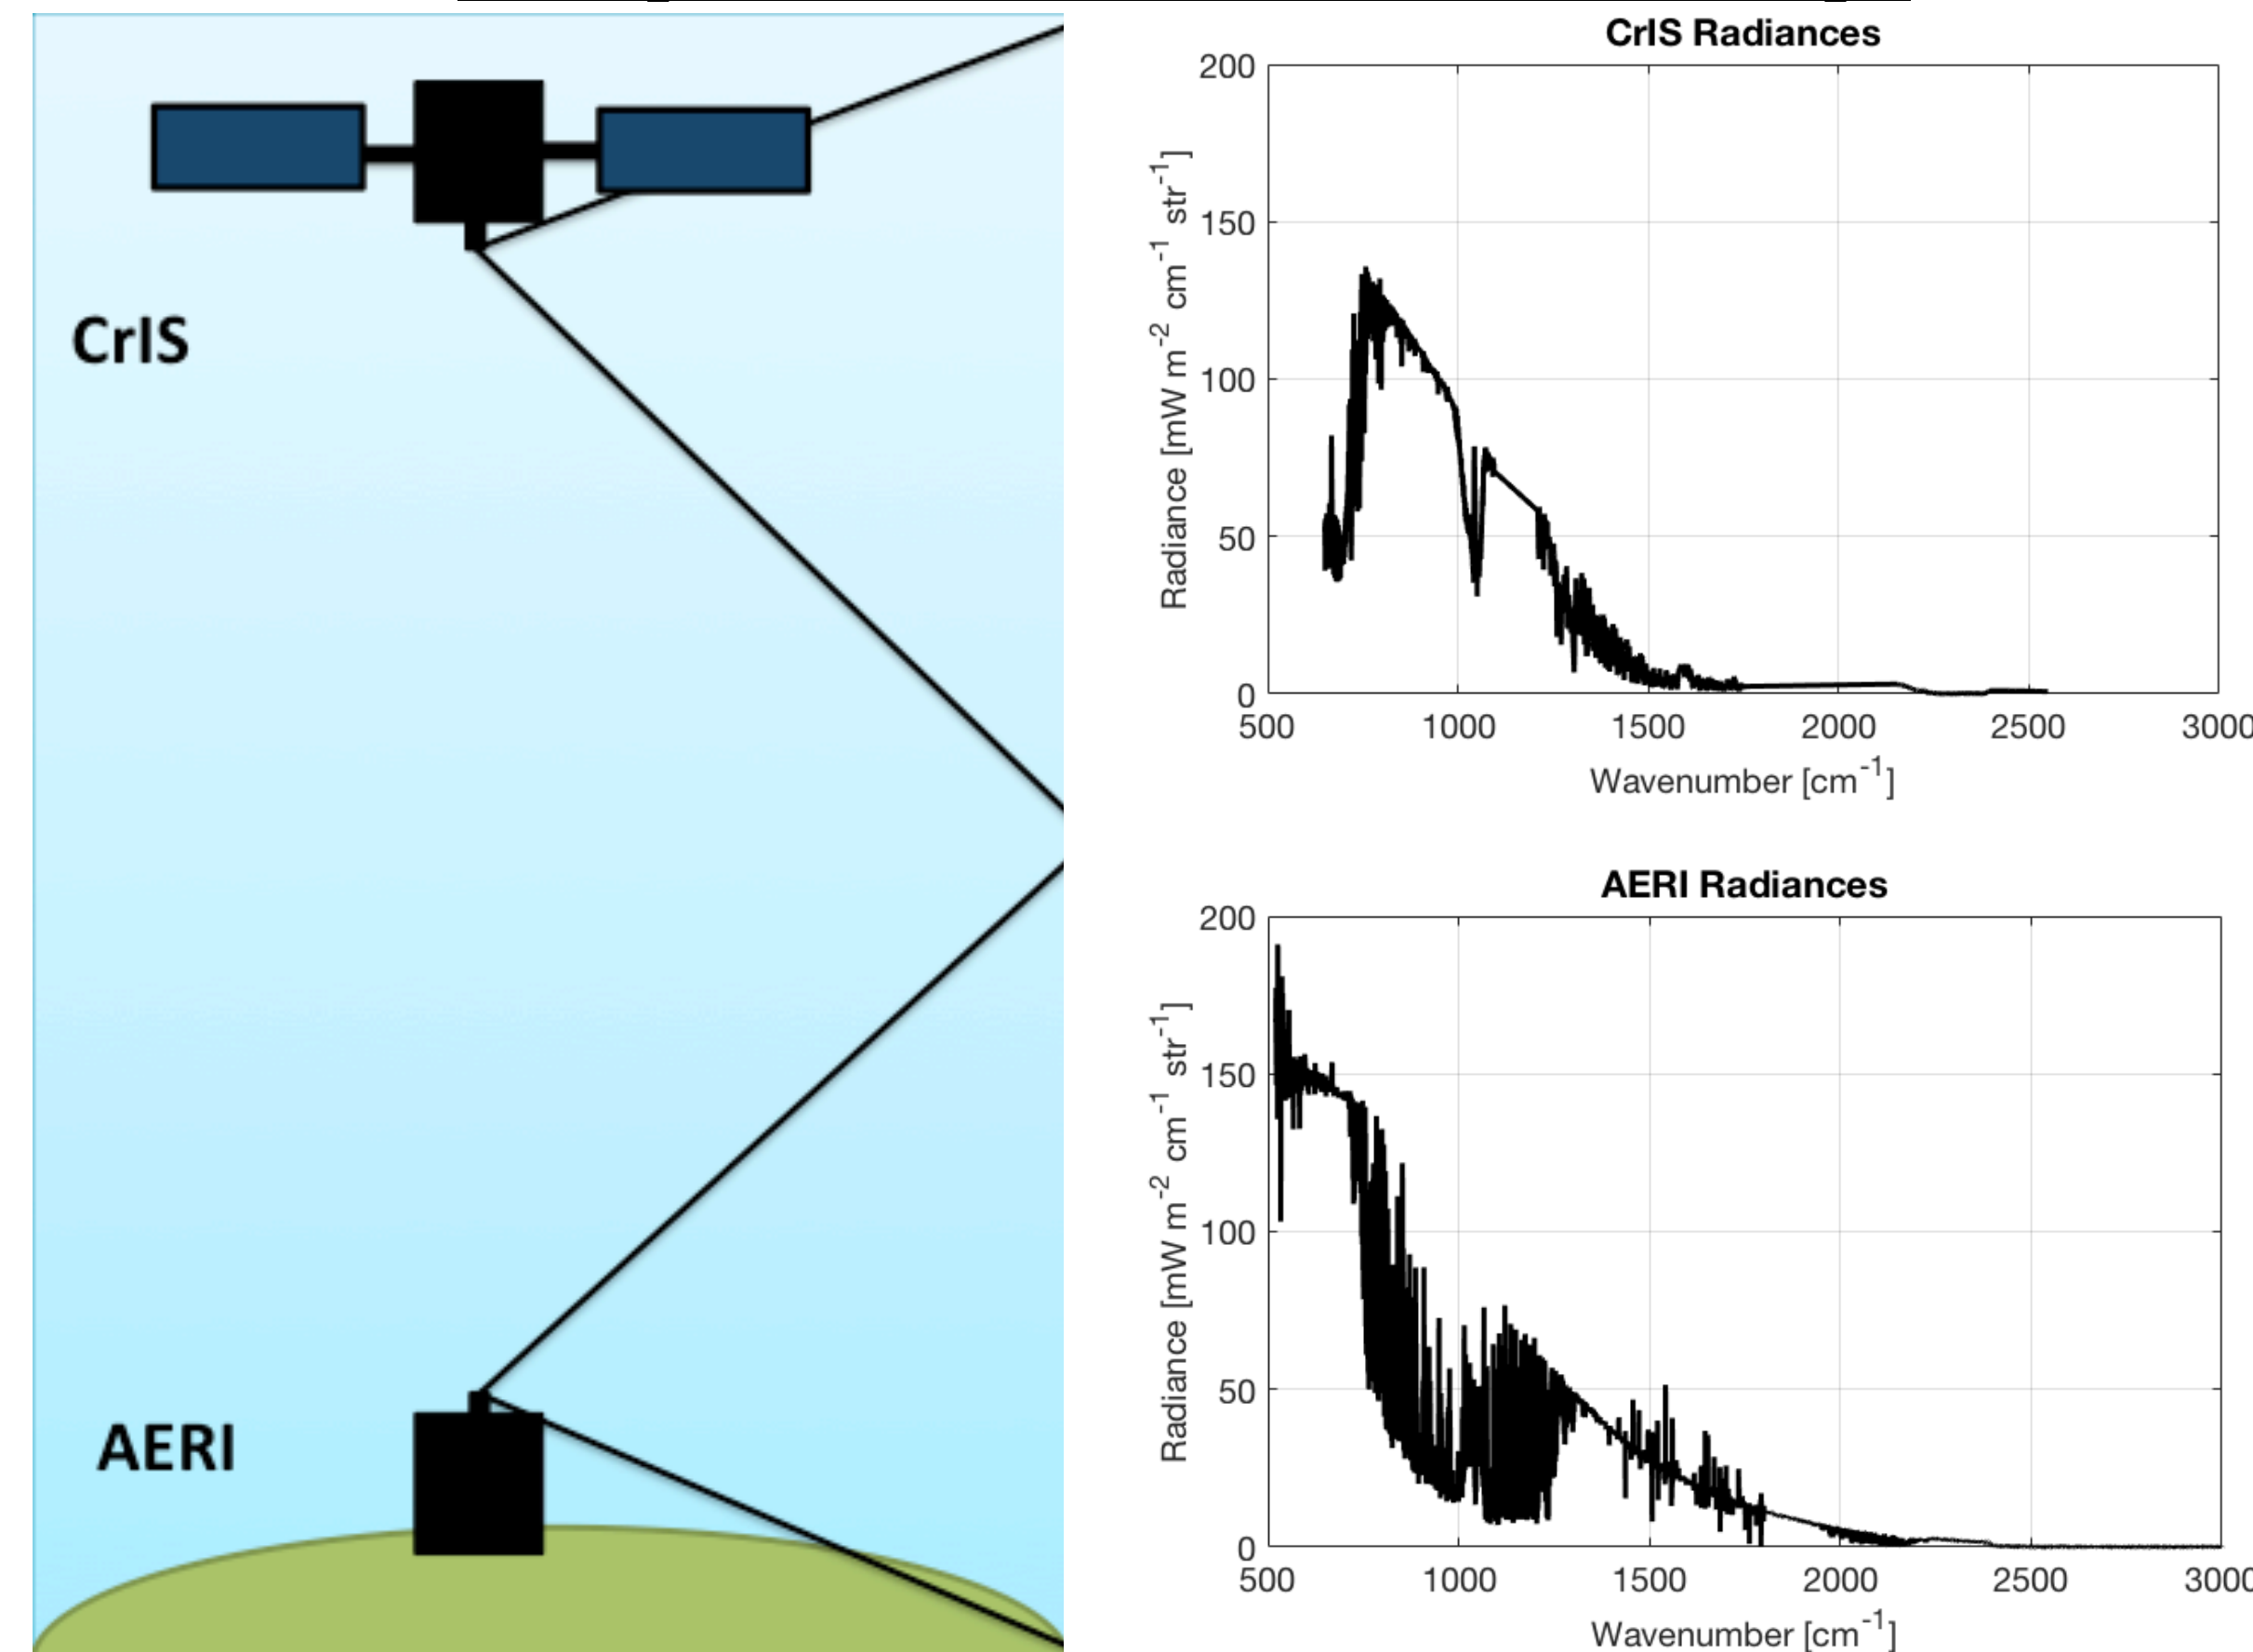 CrIS
AERI
CrIS Radiances
Radiance [mW m-2 cm-1 str-1]
200
150
100
50
0
500 1000 1500 2000 2500 3000
Wavenumber [cm-1]
AERI Radiances
Radiance [mW m-2 cm-1 str-1]
200
150
100
50
0
500 1000 1500 2000 2500 3000
Wavenumber [cm-1]